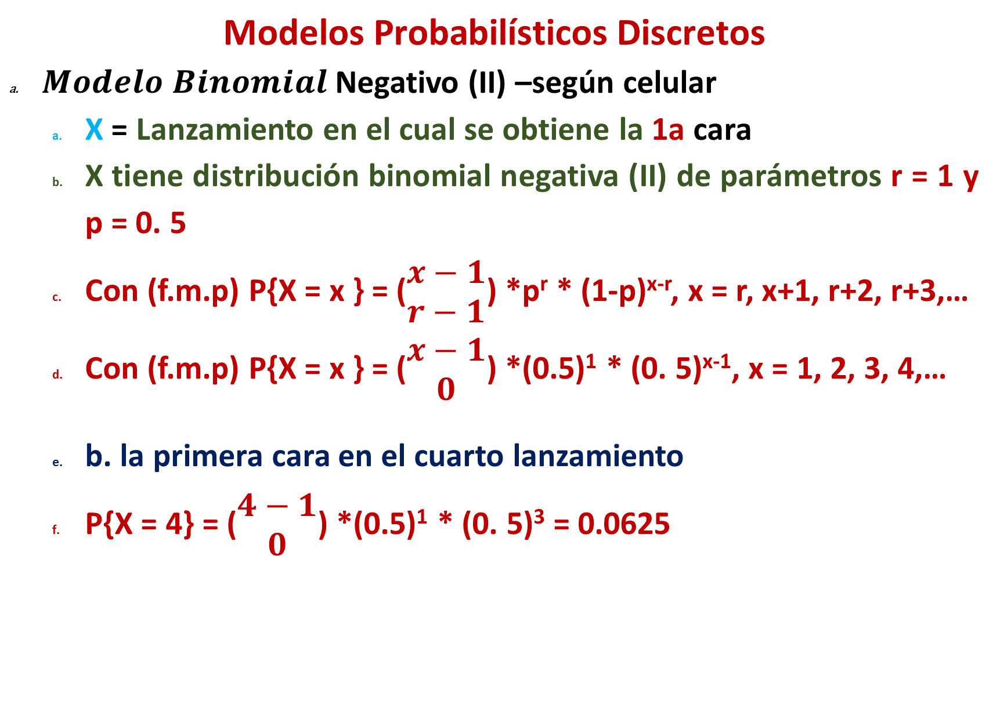 Modelos Probabilísticos Discretos
a. Modelo Binomial Negativo (II) –según celular
a. X = Lanzamiento en el cual se obtiene la 1a cara
b. X tiene distribución binomial negativa (II) de parámetros r = 1 y
p = 0. 5
c. Con (f.m.p) P{X = x } = (x − 1 r − 1) *p^r * (1-p)^x-r, x = r, x+1, r+2, r+3,...
d. Con (f.m.p) P{X = x } = (x − 1 0) *(0.5)^1 * (0. 5)^x-1, x = 1, 2, 3, 4,...
e. b. la primera cara en el cuarto lanzamiento
f. P{X = 4} = (4 − 1 0) *(0.5)^1 * (0. 5)^3 = 0.0625